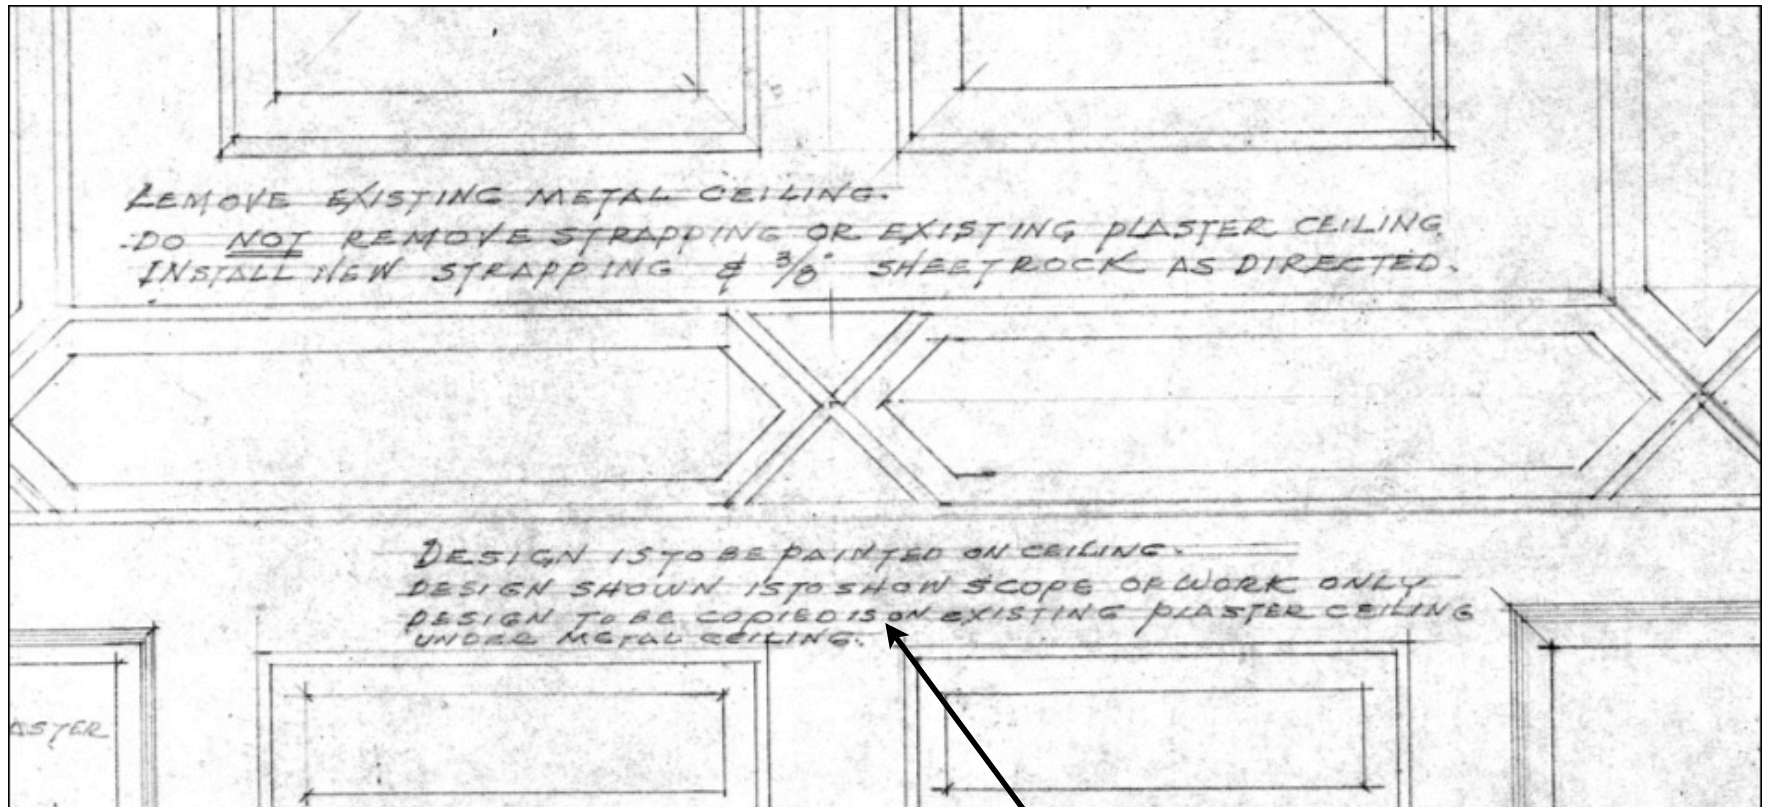 REMOVE EXISTING METAL CEILING.
DO NOT REMOVE STRAPPING OR EXISTING PLASTER CEILING
INSTALL NEW STRAPPING & 3/8" SHEETROCK AS DIRECTED.
DESIGN IS TO BE PAINTED ON CEILING.
DESIGN SHOWN IS TO SHOW SCOPE OF WORK ONLY
DESIGN TO BE COPIED IS ON EXISTING PLASTER CEILING
UNDER METAL CEILING.
ASTER